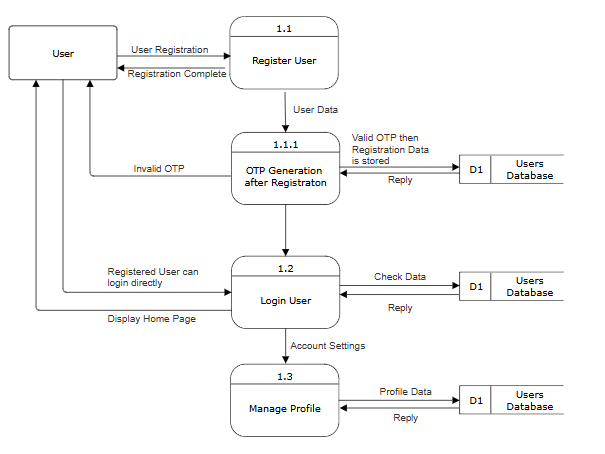 1.1
User
User Registration
Register User
Registration Complete
User Data
1.1.1
Valid OTP then
Registration Data
is stored
Invalid OTP
OTP Generation
after Registraton
D1
Users
Database
Reply
1.2
Registered User can
login directly
Check Data
Login User
D1
Users
Database
Reply
Display Home Page
Account Settings
1.3
Profile Data
Manage Profile
D1
Users
Database
Reply